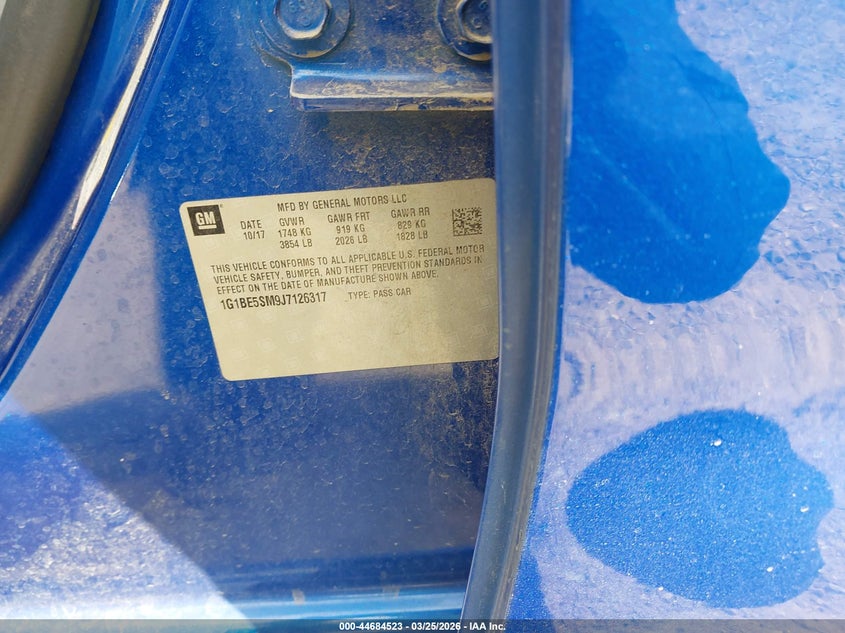 MFD BY GENERAL MOTORS LLC
GM
DATE GVWR GAWR FRT GAWR RR
10/17 1748 KG 919 KG 829 KG
3854 LB 2026 LB 1828 LB
THIS VEHICLE CONFORMS TO ALL APPLICABLE U.S. FEDERAL MOTOR
VEHICLE SAFETY, BUMPER, AND THEFT PREVENTION STANDARDS IN
EFFECT ON THE DATE OF MANUFACTURE SHOWN ABOVE.
1G1BE5SM9J7126317 TYPE: PASS CAR
000-44684523 - 03/25/2026 - IAA Inc.